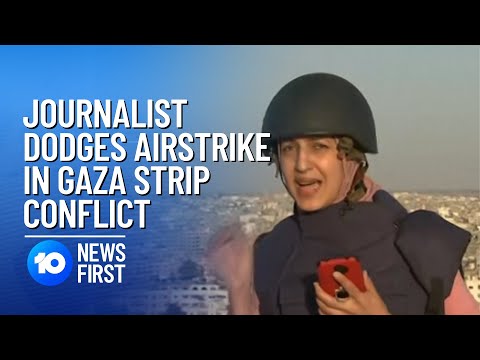 JOURNALIST
DODGES AIRSTRIKE
IN GAZA STRIP
CONFLICT
10 NEWS
FIRST